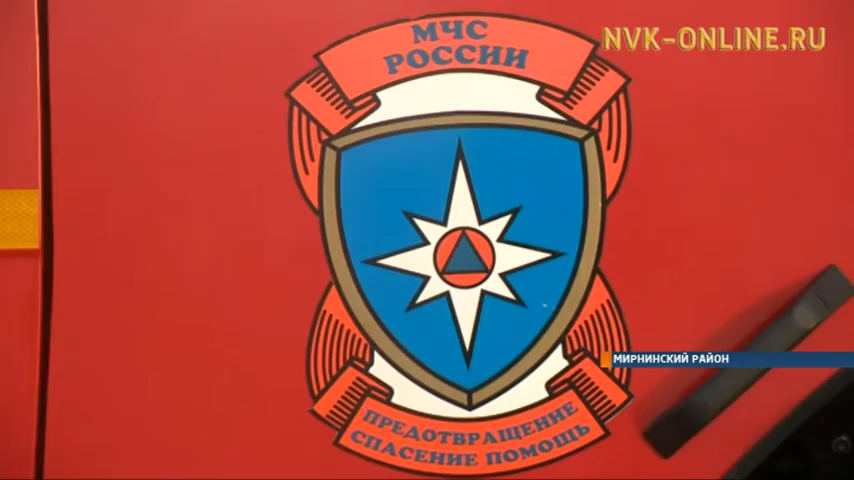 NVK-ONLINE.RU
МЧС
РОССИИ
МИРНИНСКИЙ РАЙОН
ПРЕДОТВРАЩЕНИЕ
СПАСЕНИЕ ПОМОЩЬ